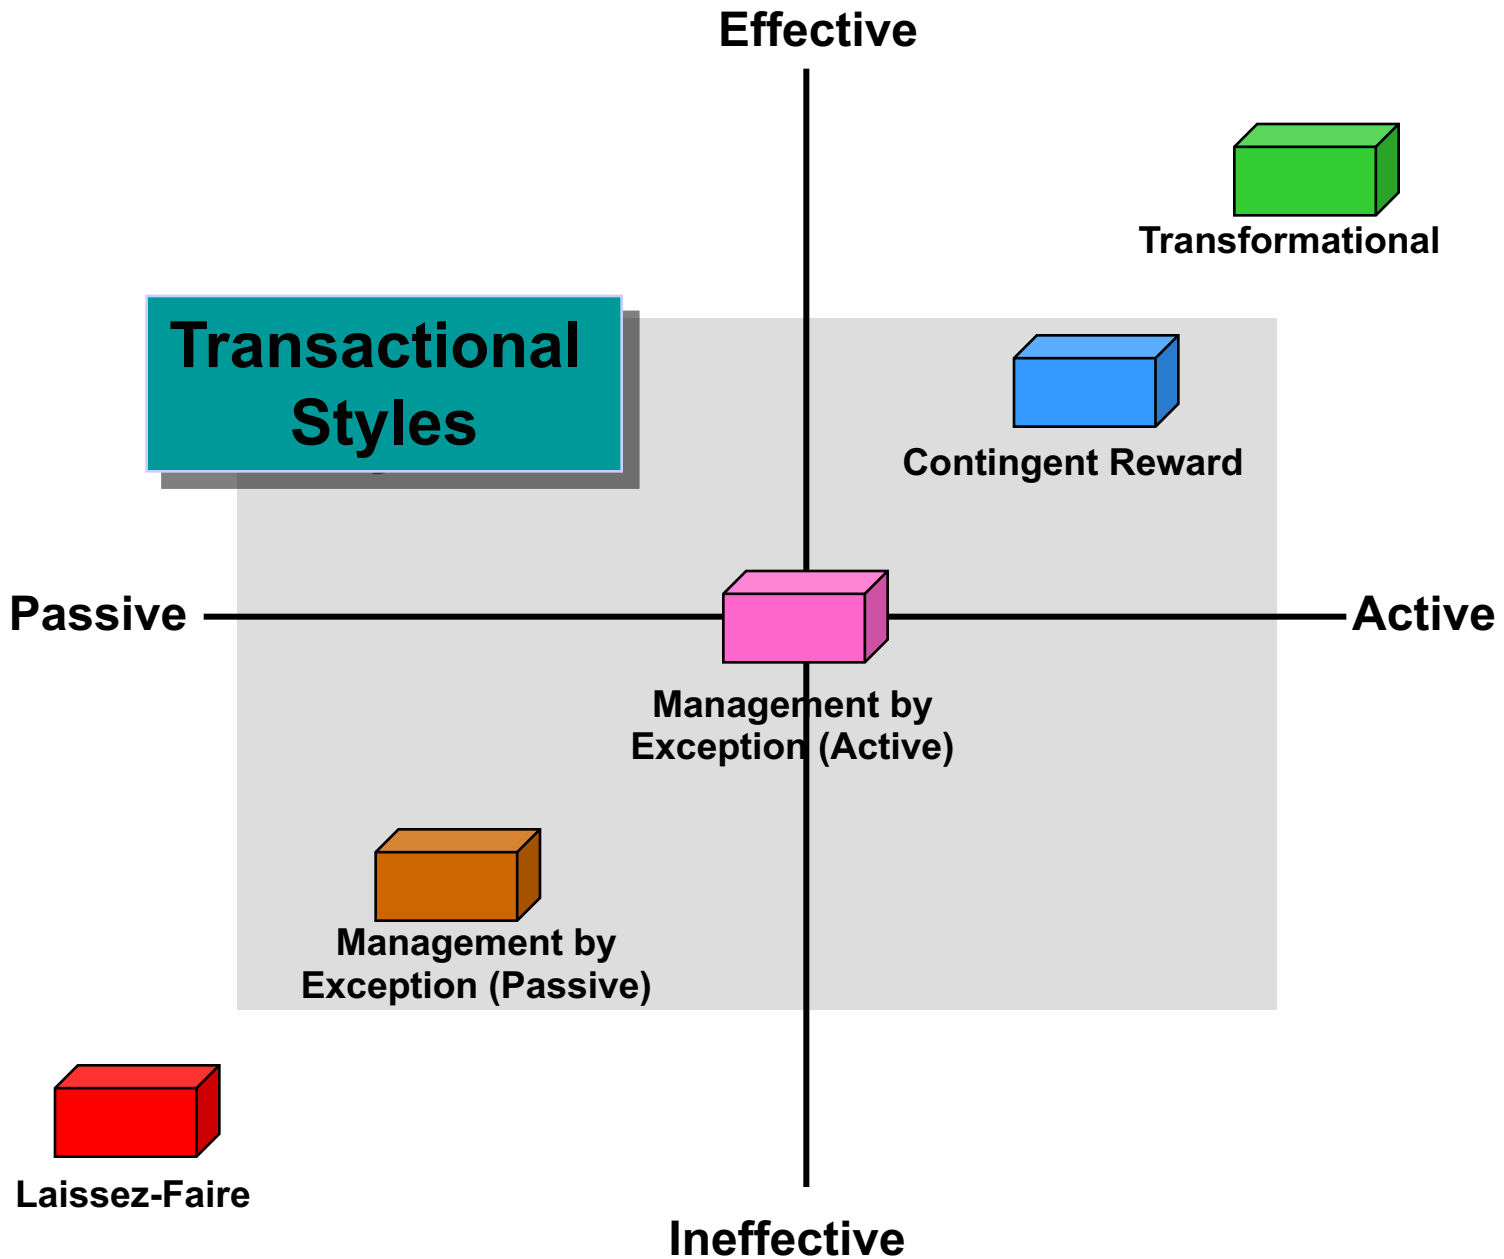 Effective
Transformational
Transactional
Styles
Contingent Reward
Passive
Active
Management by
Exception (Active)
Management by
Exception (Passive)
Laissez-Faire
Ineffective